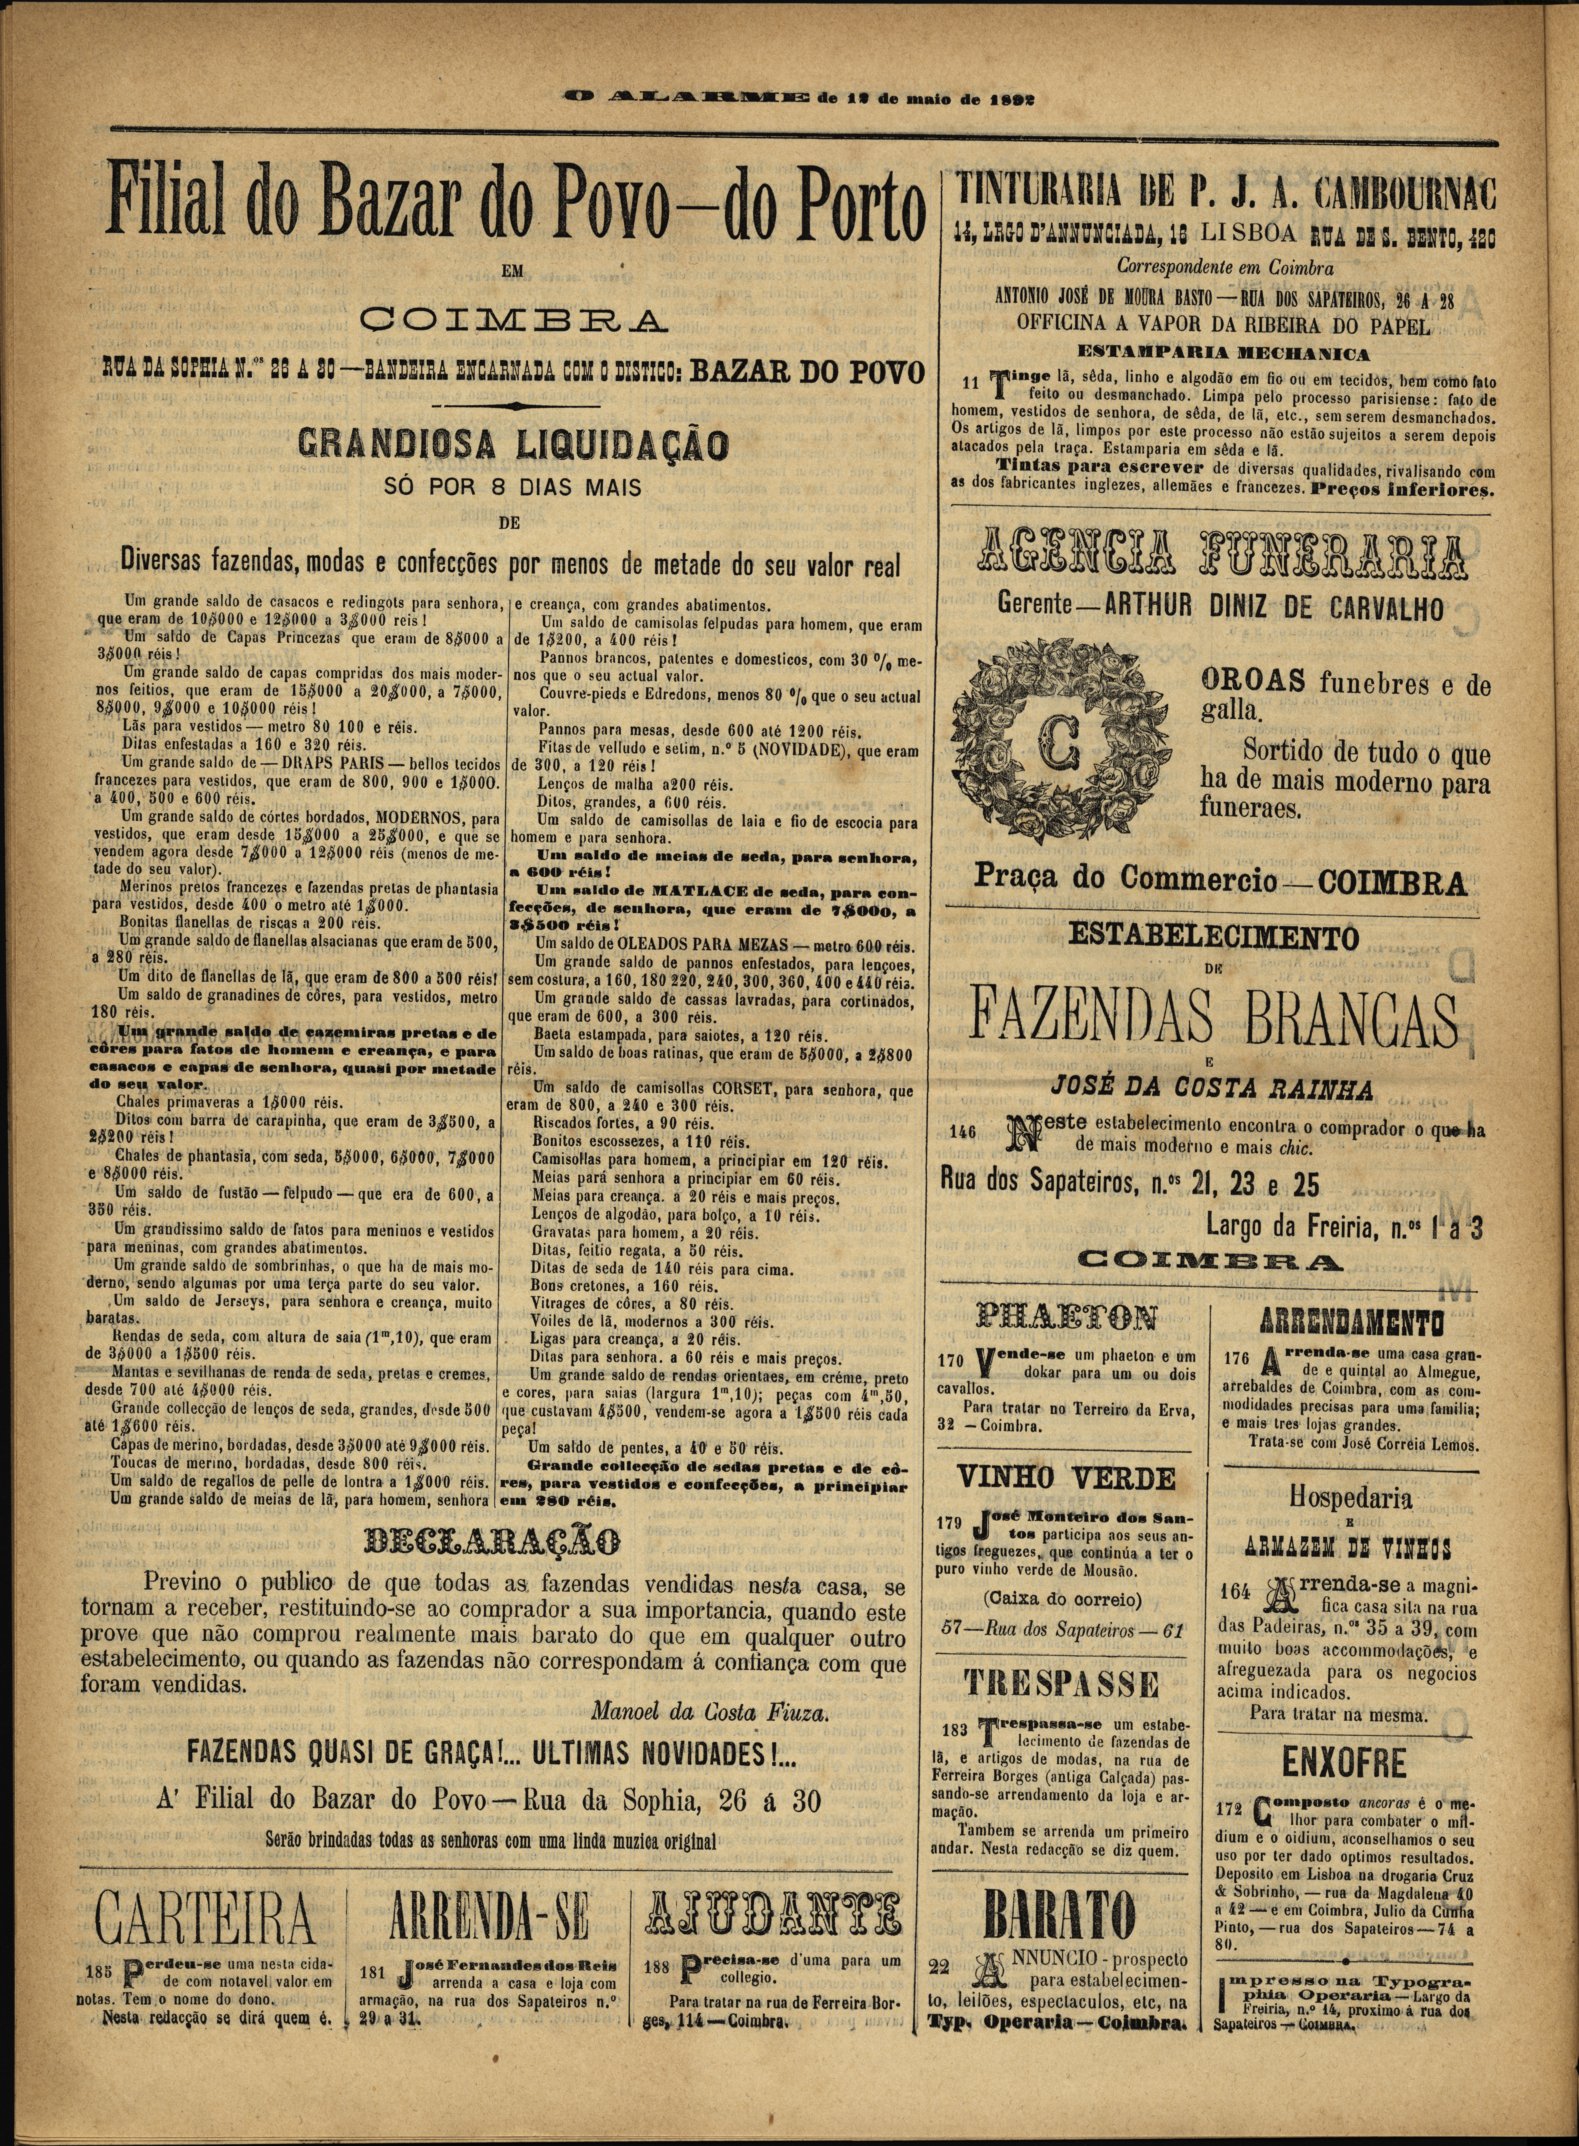 O ALARME de 12 de maio de 1892
Filial do Bazar do Povo—do Porto
EM
COIMBRA
RUA DA SOPHIA N.os 26 A 30—BANDEIRA ENCARNADA COM O DISTICO: BAZAR DO POVO
GRANDIOSA LIQUIDAÇÃO
SÓ POR 8 DIAS MAIS
DE
Diversas fazendas, modas e confecções por menos de metade do seu valor real
Um grande saldo de casacos e redingots para senhora,
que eram de 10$000 e 12$000 a 3$000 reis!
Um saldo de Capas Princezas que eram de 8$000 a
3$000 réis!
Um grande saldo de capas compridas dos mais moder-
nos feitios, que eram de 15$000 a 20$000, a 7$000,
8$000, 9$000 e 10$000 réis!
Lãs para vestidos — metro 80 100 e réis.
Ditas enfestadas a 160 e 320 réis.
Um grande saldo de — DRAPS PARIS — bellos tecidos
francezes para vestidos, que eram de 800, 900 e 1$000.
a 400, 500 e 600 réis.
Um grande saldo de córtes bordados, MODERNOS, para
vestidos, que eram desde 15$000 a 25$000, e que se
vendem agora desde 7$000 a 12$000 réis (menos de me-
tade do seu valor).
Merinos pretos francezes e fazendas pretas de phantasia
para vestidos, desde 400 o metro até 1$000.
Bonitas flanellas de riscas a 200 réis.
Um grande saldo de flanellas alsacianas que eram de 500,
a 280 réis.
Um dito de flanellas de lã, que eram de 800 a 500 réis!
Um saldo de granadines de côres, para vestidos, metro
180 réis.
Um grande saldo de cazemiras pretas e de
côres para fatos de homem e creança, e para
casacos e capas de senhora, quasi por metade
do seu valor.
Chales primaveras a 1$000 réis.
Ditos com barra de carapinha, que eram de 3$500, a
2$200 réis!
Chales de phantasia, com seda, 5$000, 6$000, 7$000
e 8$000 réis.
Um saldo de fustão — felpudo — que era de 600, a
350 réis.
Um grandissimo saldo de fatos para meninos e vestidos
para meninas, com grandes abatimentos.
Um grande saldo de sombrinhas, o que ha de mais mo-
derno, sendo algumas por uma terça parte do seu valor.
Um saldo de Jerseys, para senhora e creança, muito
baratas.
Rendas de seda, com altura de saia (1m,10), que eram
de 3$000 a 1$500 réis.
Mantas e sevilhanas de renda de seda, pretas e cremes,
desde 700 até 4$000 réis.
Grande collecção de lenços de seda, grandes, desde 500
até 1$600 réis.
Capas de merino, bordadas, desde 3$000 até 9$000 réis.
Toucas de merino, bordadas, desde 800 réis.
Um saldo de regallos de pelle de lontra a 1$000 réis.
Um grande saldo de meias de lã, para homem, senhora
e creança, com grandes abatimentos.
Um saldo de camisolas felpudas para homem, que eram
de 1$200, a 400 réis!
Pannos brancos, patentes e domesticos, com 30 % me-
nos que o seu actual valor.
Couvre-pieds e Edredons, menos 80 % que o seu actual
valor.
Pannos para mesas, desde 600 até 1200 réis.
Fitas de velludo e setim, n.º 5 (NOVIDADE), que eram
de 300, a 120 réis!
Lenços de malha a200 réis.
Ditos, grandes, a 600 réis.
Um saldo de camisollas de laia e fio de escocia para
homem e para senhora.
Um saldo de meias de seda, para senhora,
a 600 réis!
Um saldo de MATLACE de seda, para con-
fecções, de senhora, que eram de 7$000, a
3$500 réis!
Um saldo de OLEADOS PARA MEZAS — metro 600 réis.
Um grande saldo de pannos enfestados, para lençoes,
sem costura, a 160, 180 220, 240, 300, 360, 400 e 440 réis.
Um grande saldo de cassas lavradas, para cortinados,
que eram de 600, a 300 réis.
Baeta estampada, para saiotes, a 120 réis.
Um saldo de boas ratinas, que eram de 5$000, a 2$800
réis.
Um saldo de camisollas CORSET, para senhora, que
eram de 800, a 240 e 300 réis.
Riscados fortes, a 90 réis.
Bonitos escossezes, a 110 réis.
Camisollas para homem, a principiar em 120 réis.
Meias pará senhora a principiar em 60 réis.
Meias para creança. a 20 réis e mais preços.
Lenços de algodão, para bolço, a 10 réis.
Gravatas para homem, a 20 réis.
Ditas, feitio regata, a 50 réis.
Ditas de seda de 140 réis para cima.
Bons cretones, a 160 réis.
Vitrages de côres, a 80 réis.
Voiles de lã, modernos a 300 réis.
Ligas para creança, a 20 réis.
Ditas para senhora. a 60 réis e mais preços.
Um grande saldo de rendas orientaes, em créme, preto
e cores, para saias (largura 1m,10); peças com 4m,50,
que custavam 4$500, vendem-se agora a 1$500 réis cada
peça!
Um saldo de pentes, a 40 e 50 réis.
Grande collecção de sedas pretas e de cô-
res, para vestidos e confecções, a principiar
em 280 réis.
DECLARAÇÃO
Previno o publico de que todas as fazendas vendidas nesta casa, se
tornam a receber, restituindo-se ao comprador a sua importancia, quando este
prove que não comprou realmente mais barato do que em qualquer outro
estabelecimento, ou quando as fazendas não correspondam á confiança com que
foram vendidas.
Manoel da Costa Fiuza.
FAZENDAS QUASI DE GRAÇA!... ULTIMAS NOVIDADES!...
A' Filial do Bazar do Povo — Rua da Sophia, 26 á 30
Serão brindadas todas as senhoras com uma linda muzica original
CARTEIRA
185 Perdeu-se uma nesta cida-
de com notavel valor em
notas. Tem o nome do dono.
Nesta redacção se dirá quem é.
ARRENDA-SE
181 José Fernandes dos Reis
arrenda a casa e loja com
armação, na rua dos Sapateiros n.º
29 a 31.
AJUDANTE
188 Precisa-se d'uma para um
collegio.
Para tratar na rua de Ferreira Bor-
ges, 114 — Coimbra.
TINTURARIA DE P. J. A. CAMBOURNAC
14, LRGO D'ANNUNCIADA, 16 LISBOA RUA DE S. BENTO, 420
Correspondente em Coimbra
ANTONIO JOSÉ DE MOURA BASTO — RUA DOS SAPATEIROS, 26 A 28
OFFICINA A VAPOR DA RIBEIRA DO PAPEL
ESTAMPARIA MECHANICA
11 Tinge lã, sêda, linho e algodão em fio ou em tecidos, bem como fato
feito ou desmanchado. Limpa pelo processo parisiense: fato de
homem, vestidos de senhora, de sêda, de lã, etc., sem serem desmanchados.
Os artigos de lã, limpos por este processo não estão sujeitos a serem depois
atacados pela traça. Estamparia em sêda e lã.
Tintas para escrever de diversas qualidades, rivalisando com
as dos fabricantes inglezes, allemães e francezes. Preços inferiores.
AGENCIA FUNERARIA
Gerente — ARTHUR DINIZ DE CARVALHO
COROAS funebres e de
galla.
Sortido de tudo o que
ha de mais moderno para
funeraes.
Praça do Commercio — COIMBRA
ESTABELECIMENTO
DE
FAZENDAS BRANCAS
E
JOSÉ DA COSTA RAINHA
146 Neste estabelecimento encontra o comprador o que ha
de mais moderno e mais chic.
Rua dos Sapateiros, n.os 21, 23 e 25
Largo da Freiria, n.os 1 a 3
COIMBRA
PHAETON
170 Vende-se um phaeton e um
dokar para um ou dois
cavallos.
Para tratar no Terreiro da Erva,
32 — Coimbra.
VINHO VERDE
179 José Monteiro dos San-
tos participa aos seus an-
tigos freguezes, que continúa a ter o
puro vinho verde de Mousão.
(Caixa do correio)
57—Rua dos Sapateiros — 61
TRESPASSE
183 Trespassa-se um estabe-
lecimento de fazendas de
lã, e artigos de modas, na rua de
Ferreira Borges (antiga Calçada) pas-
sando-se arrendamento da loja e ar-
mação.
Tambem se arrenda um primeiro
andar. Nesta redacção se diz quem.
BARATO
22 ANNUNCIO - prospecto
para estabelecimen-
to, leilões, espectaculos, etc, na
Typ. Operaria — Coimbra.
ARRENDAMENTO
176 Arrenda-se uma casa gran-
de e quintal ao Almegue,
arrebaldes de Coimbra, com as com-
modidades precisas para uma familia;
e mais tres lojas grandes.
Trata-se com José Correia Lemos.
Hospedaria
E
ARMAZEM DE VINHOS
164 Arrenda-se a magni-
fica casa sita na rua
das Padeiras, n.os 35 a 39, com
muito boas accommodações, e
afreguezada para os negocios
acima indicados.
Para tratar na mesma.
ENXOFRE
172 Composto ancoras é o me-
lhor para combater o mil-
dium e o oidium, aconselhamos o seu
uso por ter dado optimos resultados.
Deposito em Lisboa na drogaria Cruz
& Sobrinho, — rua da Magdalena 40
a 42 — e em Coimbra, Julio da Cunha
Pinto, — rua dos Sapateiros — 74 a
80.
Impresso na Typogra-
phia Operaria — Largo da
Freiria, n.º 14, proximo á rua dos
Sapateiros — COIMBRA.